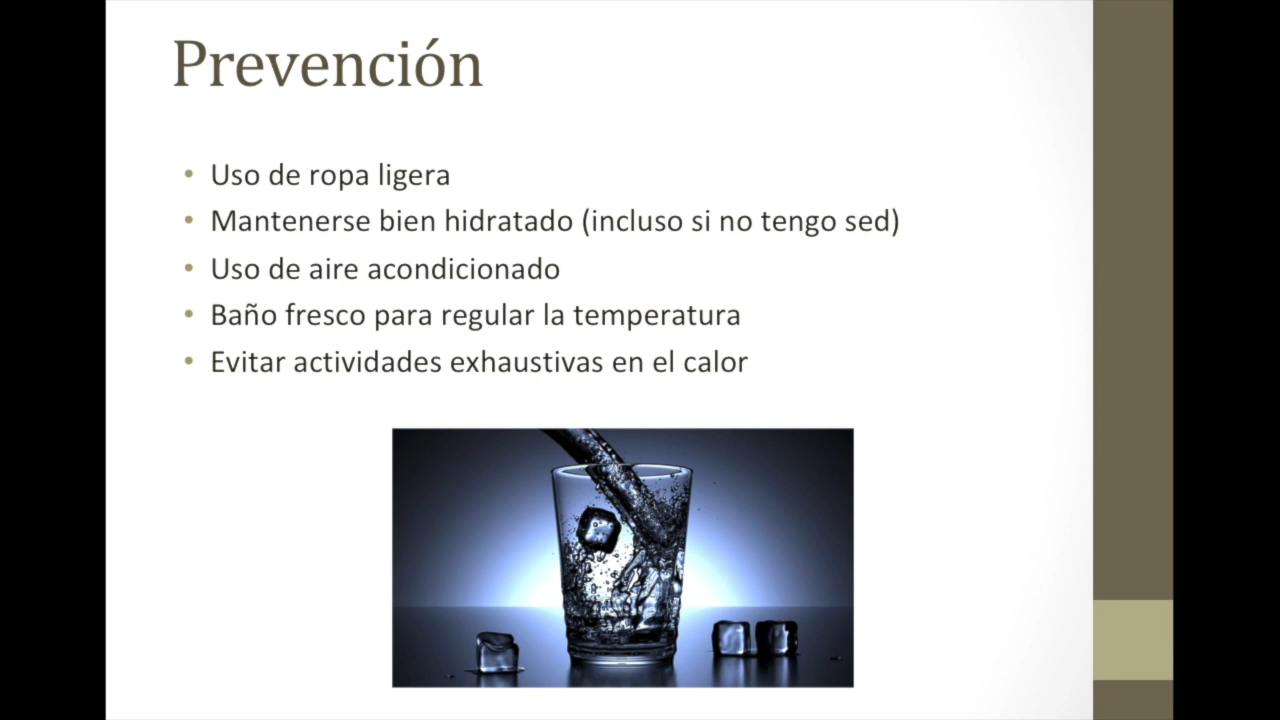 Prevención
• Uso de ropa ligera
• Mantenerse bien hidratado (incluso si no tengo sed)
• Uso de aire acondicionado
• Baño fresco para regular la temperatura
• Evitar actividades exhaustivas en el calor